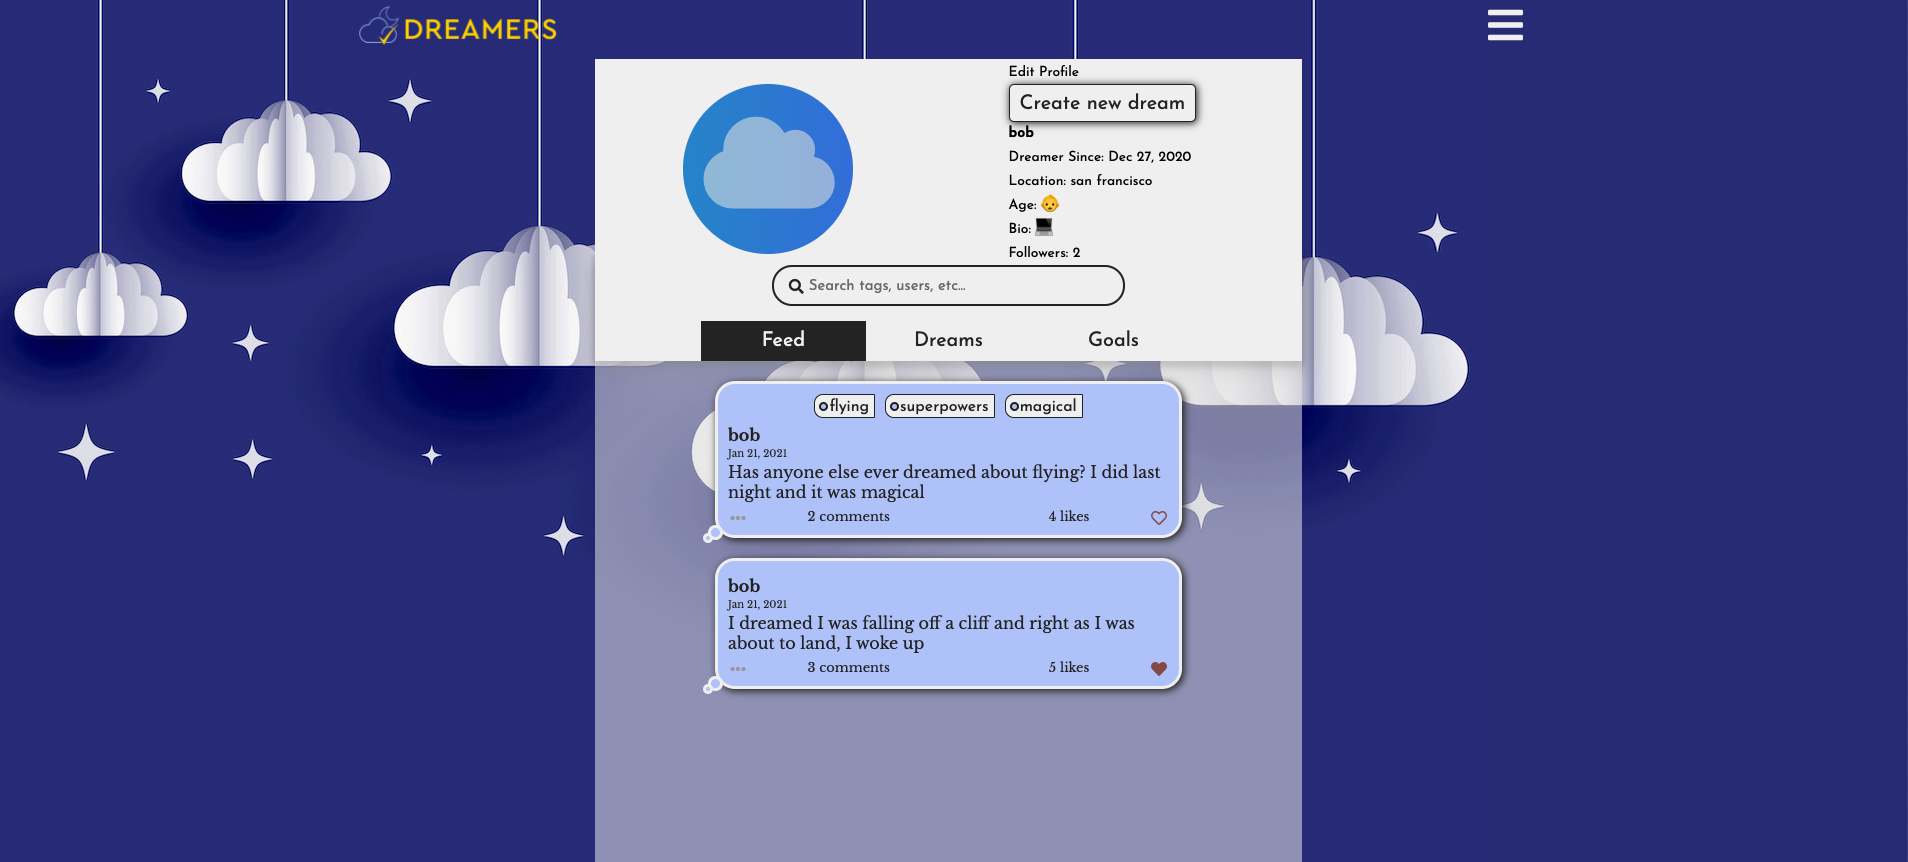 DREAMERS
Edit Profile
Create new dream
bob
Dreamer Since: Dec 27, 2020
Location: san francisco
Age: 👶
Bio: 💻
Followers: 2
Search tags, users, etc...
Feed
Dreams
Goals
flying
superpowers
magical
bob
Jan 21, 2021
Has anyone else ever dreamed about flying? I did last
night and it was magical
2 comments
4 likes
bob
Jan 21, 2021
I dreamed I was falling off a cliff and right as I was
about to land, I woke up
3 comments
5 likes